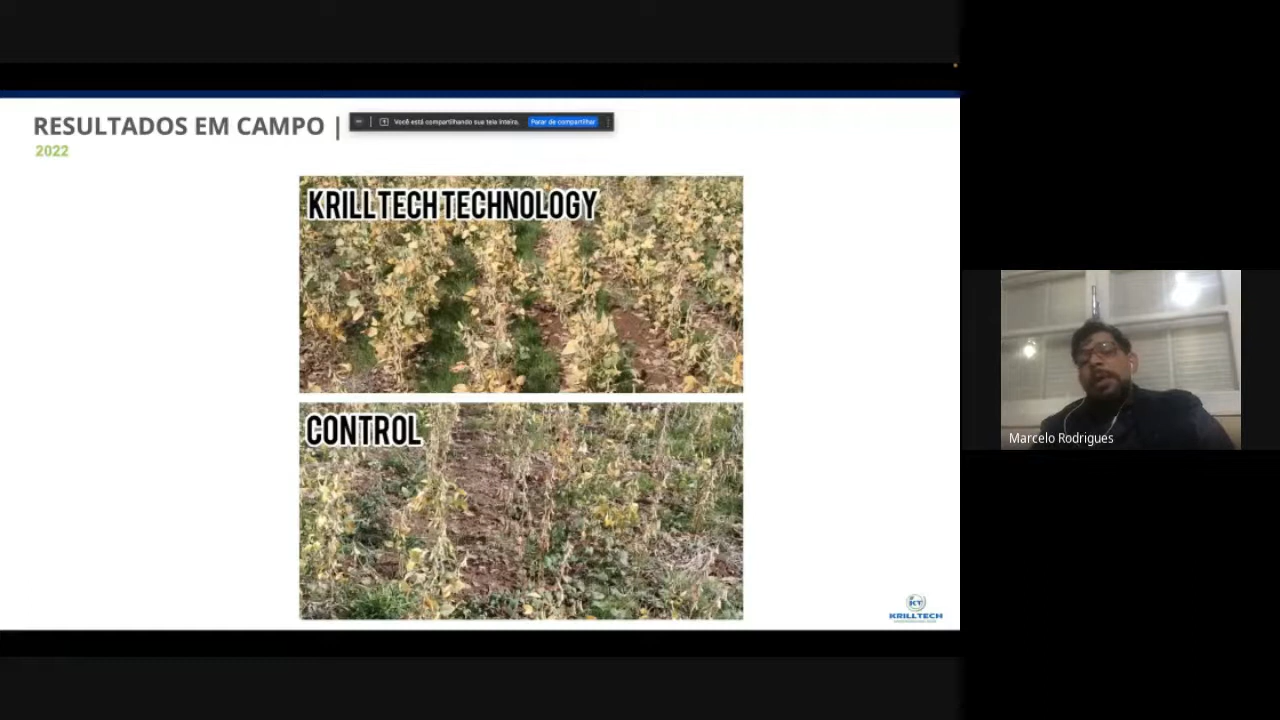 RESULTADOS EM CAMPO |
2022
Você está compartilhando sua tela inteira.
Parar de compartilhar
KRILLTECH TECHNOLOGY
CONTROL
KT
KRILLTECH
Marcelo Rodrigues